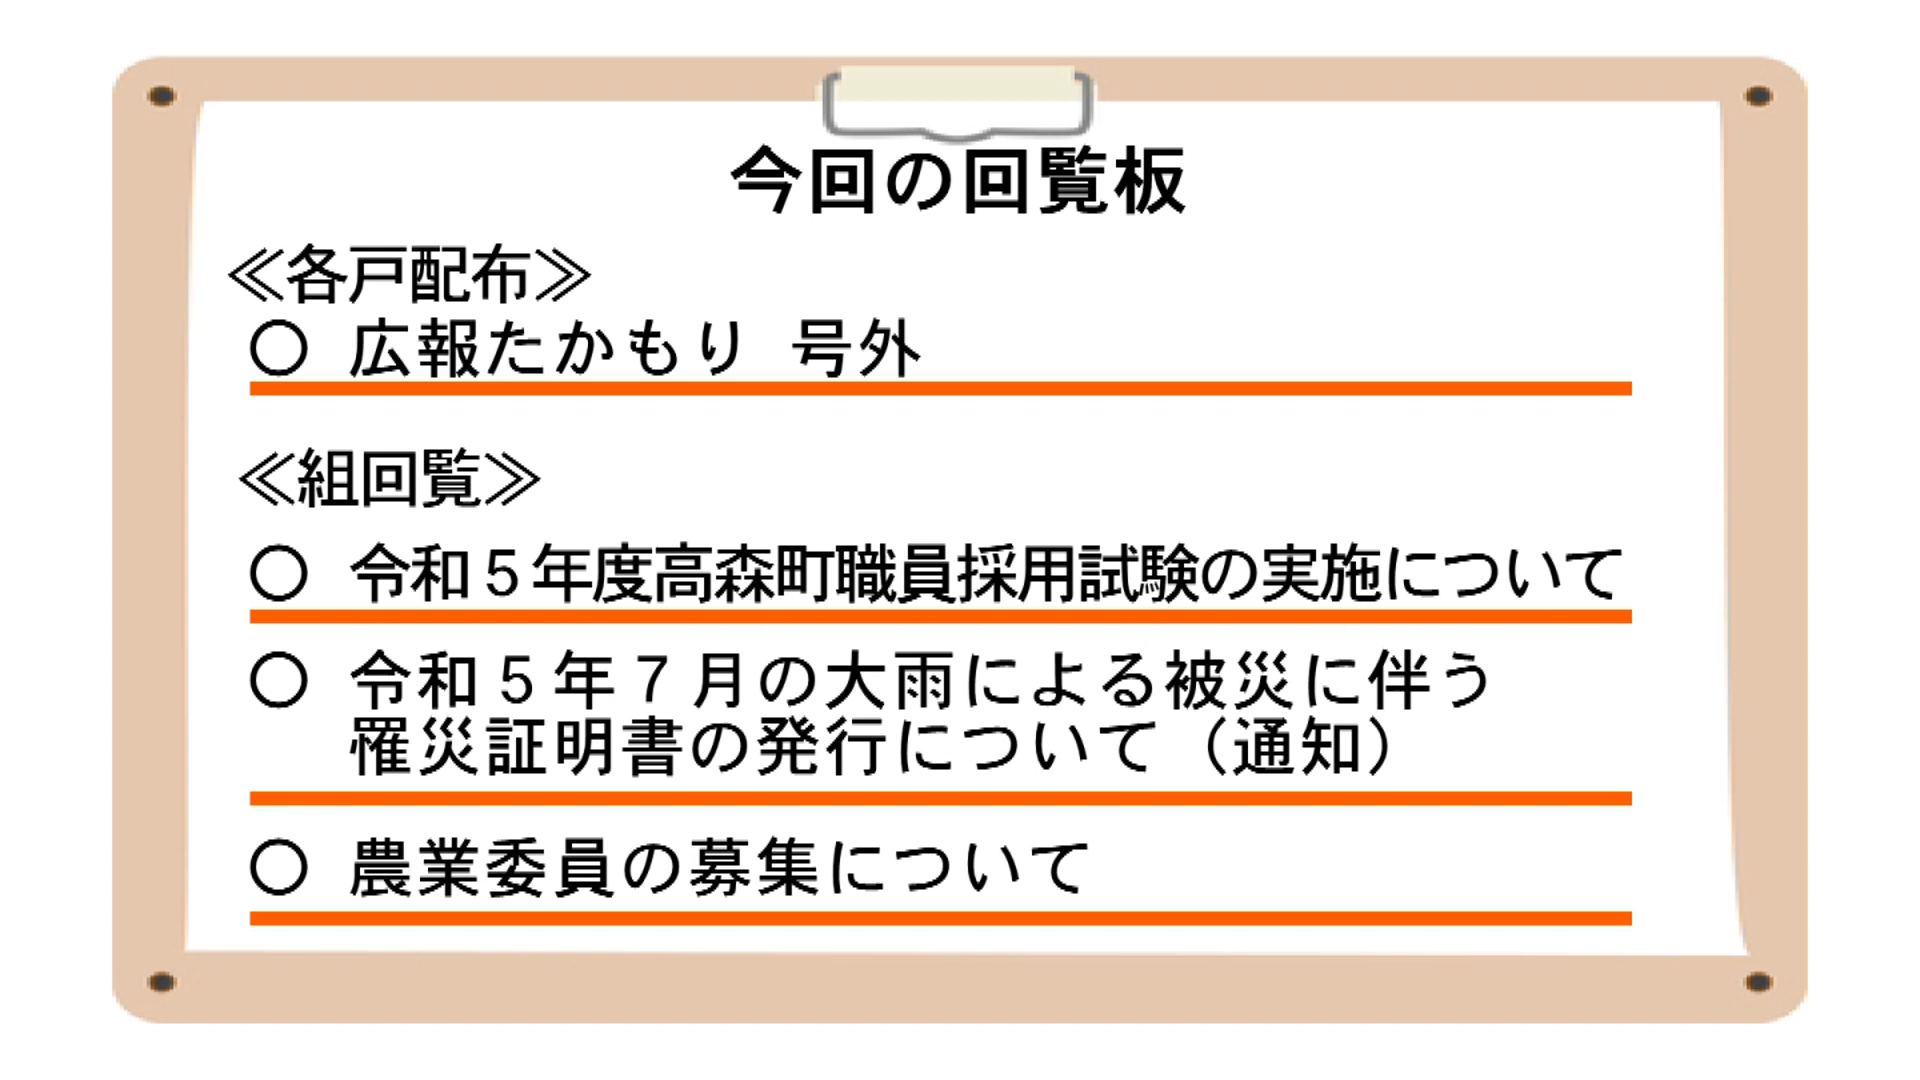 今回の回覧板
≪各戸配布≫
〇 広報たかもり 号外
≪組回覧≫
〇 令和５年度高森町職員採用試験の実施について
〇 令和５年７月の大雨による被災に伴う
罹災証明書の発行について（通知）
〇 農業委員の募集について